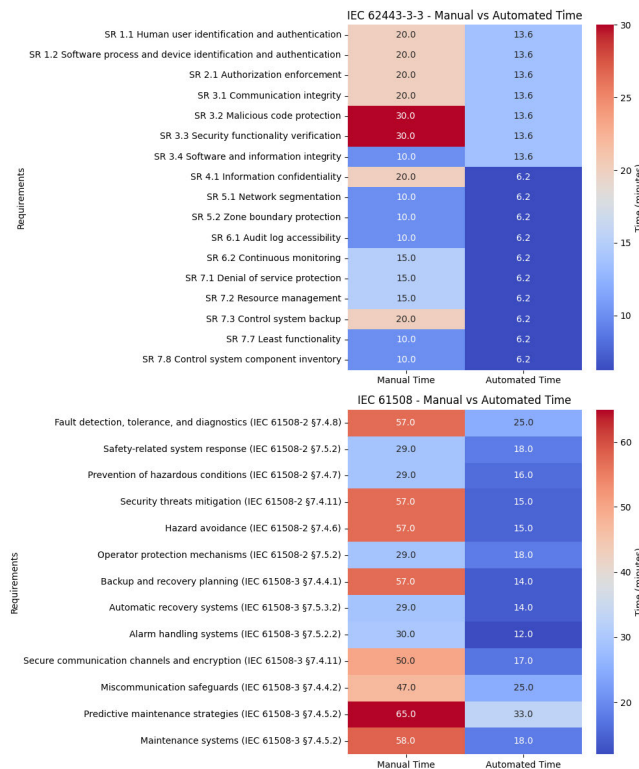 IEC 62443-3-3 - Manual vs Automated Time
SR 1.1 Human user identification and authentication 20.0 13.6
SR 1.2 Software process and device identification and authentication 20.0 13.6
SR 2.1 Authorization enforcement 20.0 13.6
SR 3.1 Communication integrity 20.0 13.6
SR 3.2 Malicious code protection 30.0 13.6
SR 3.3 Security functionality verification 30.0 13.6
SR 3.4 Software and information integrity 10.0 13.6
SR 4.1 Information confidentiality 20.0 6.2
SR 5.1 Network segmentation 10.0 6.2
SR 5.2 Zone boundary protection 10.0 6.2
SR 6.1 Audit log accessibility 10.0 6.2
SR 6.2 Continuous monitoring 15.0 6.2
SR 7.1 Denial of service protection 15.0 6.2
SR 7.2 Resource management 15.0 6.2
SR 7.3 Control system backup 20.0 6.2
SR 7.7 Least functionality 10.0 6.2
SR 7.8 Control system component inventory 10.0 6.2
Manual Time Automated Time
Requirements
30
25
20
15
10
Time (minutes)
IEC 61508 - Manual vs Automated Time
Fault detection, tolerance, and diagnostics (IEC 61508-2 §7.4.8) 57.0 25.0
Safety-related system response (IEC 61508-2 §7.5.2) 29.0 18.0
Prevention of hazardous conditions (IEC 61508-2 §7.4.7) 29.0 16.0
Security threats mitigation (IEC 61508-2 §7.4.11) 57.0 15.0
Hazard avoidance (IEC 61508-2 §7.4.6) 57.0 15.0
Operator protection mechanisms (IEC 61508-2 §7.5.2) 29.0 18.0
Backup and recovery planning (IEC 61508-3 §7.4.4.1) 57.0 14.0
Automatic recovery systems (IEC 61508-3 §7.5.3.2) 29.0 14.0
Alarm handling systems (IEC 61508-3 §7.5.2.2) 30.0 12.0
Secure communication channels and encryption (IEC 61508-3 §7.4.11) 50.0 17.0
Miscommunication safeguards (IEC 61508-3 §7.4.4.2) 47.0 25.0
Predictive maintenance strategies (IEC 61508-3 §7.4.5.2) 65.0 33.0
Maintenance systems (IEC 61508-3 §7.4.5.2) 58.0 18.0
Manual Time Automated Time
Requirements
60
50
40
30
20
Time (minutes)